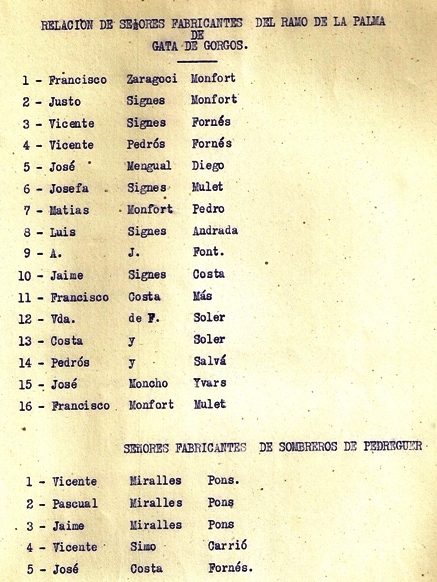 RELACION DE SEÑORES FABRICANTES DEL RAMO DE LA PALMA
DE
GATA DE GORGOS.
1 - Francisco Zaragoci Monfort
2 - Justo Signes Monfort
3 - Vicente Signes Fornés
4 - Vicente Pedrós Fornés
5 - José Mengual Diego
6 - Josefa Signes Mulet
7 - Matias Monfort Pedro
8 - Luis Signes Andrada
9 - A. J. Font.
10 - Jaime Signes Costa
11 - Francisco Costa Más
12 - Vda. de F. Soler
13 - Costa y Soler
14 - Pedrós y Salvá
15 - José Moncho Yvars
16 - Francisco Monfort Mulet
SEÑORES FABRICANTES DE SOMBREROS DE PEDREGUER
1 - Vicente Miralles Pons.
2 - Pascual Miralles Pons
3 - Jaime Miralles Pons
4 - Vicente Simo Carrió
5 - José Costa Fornés.